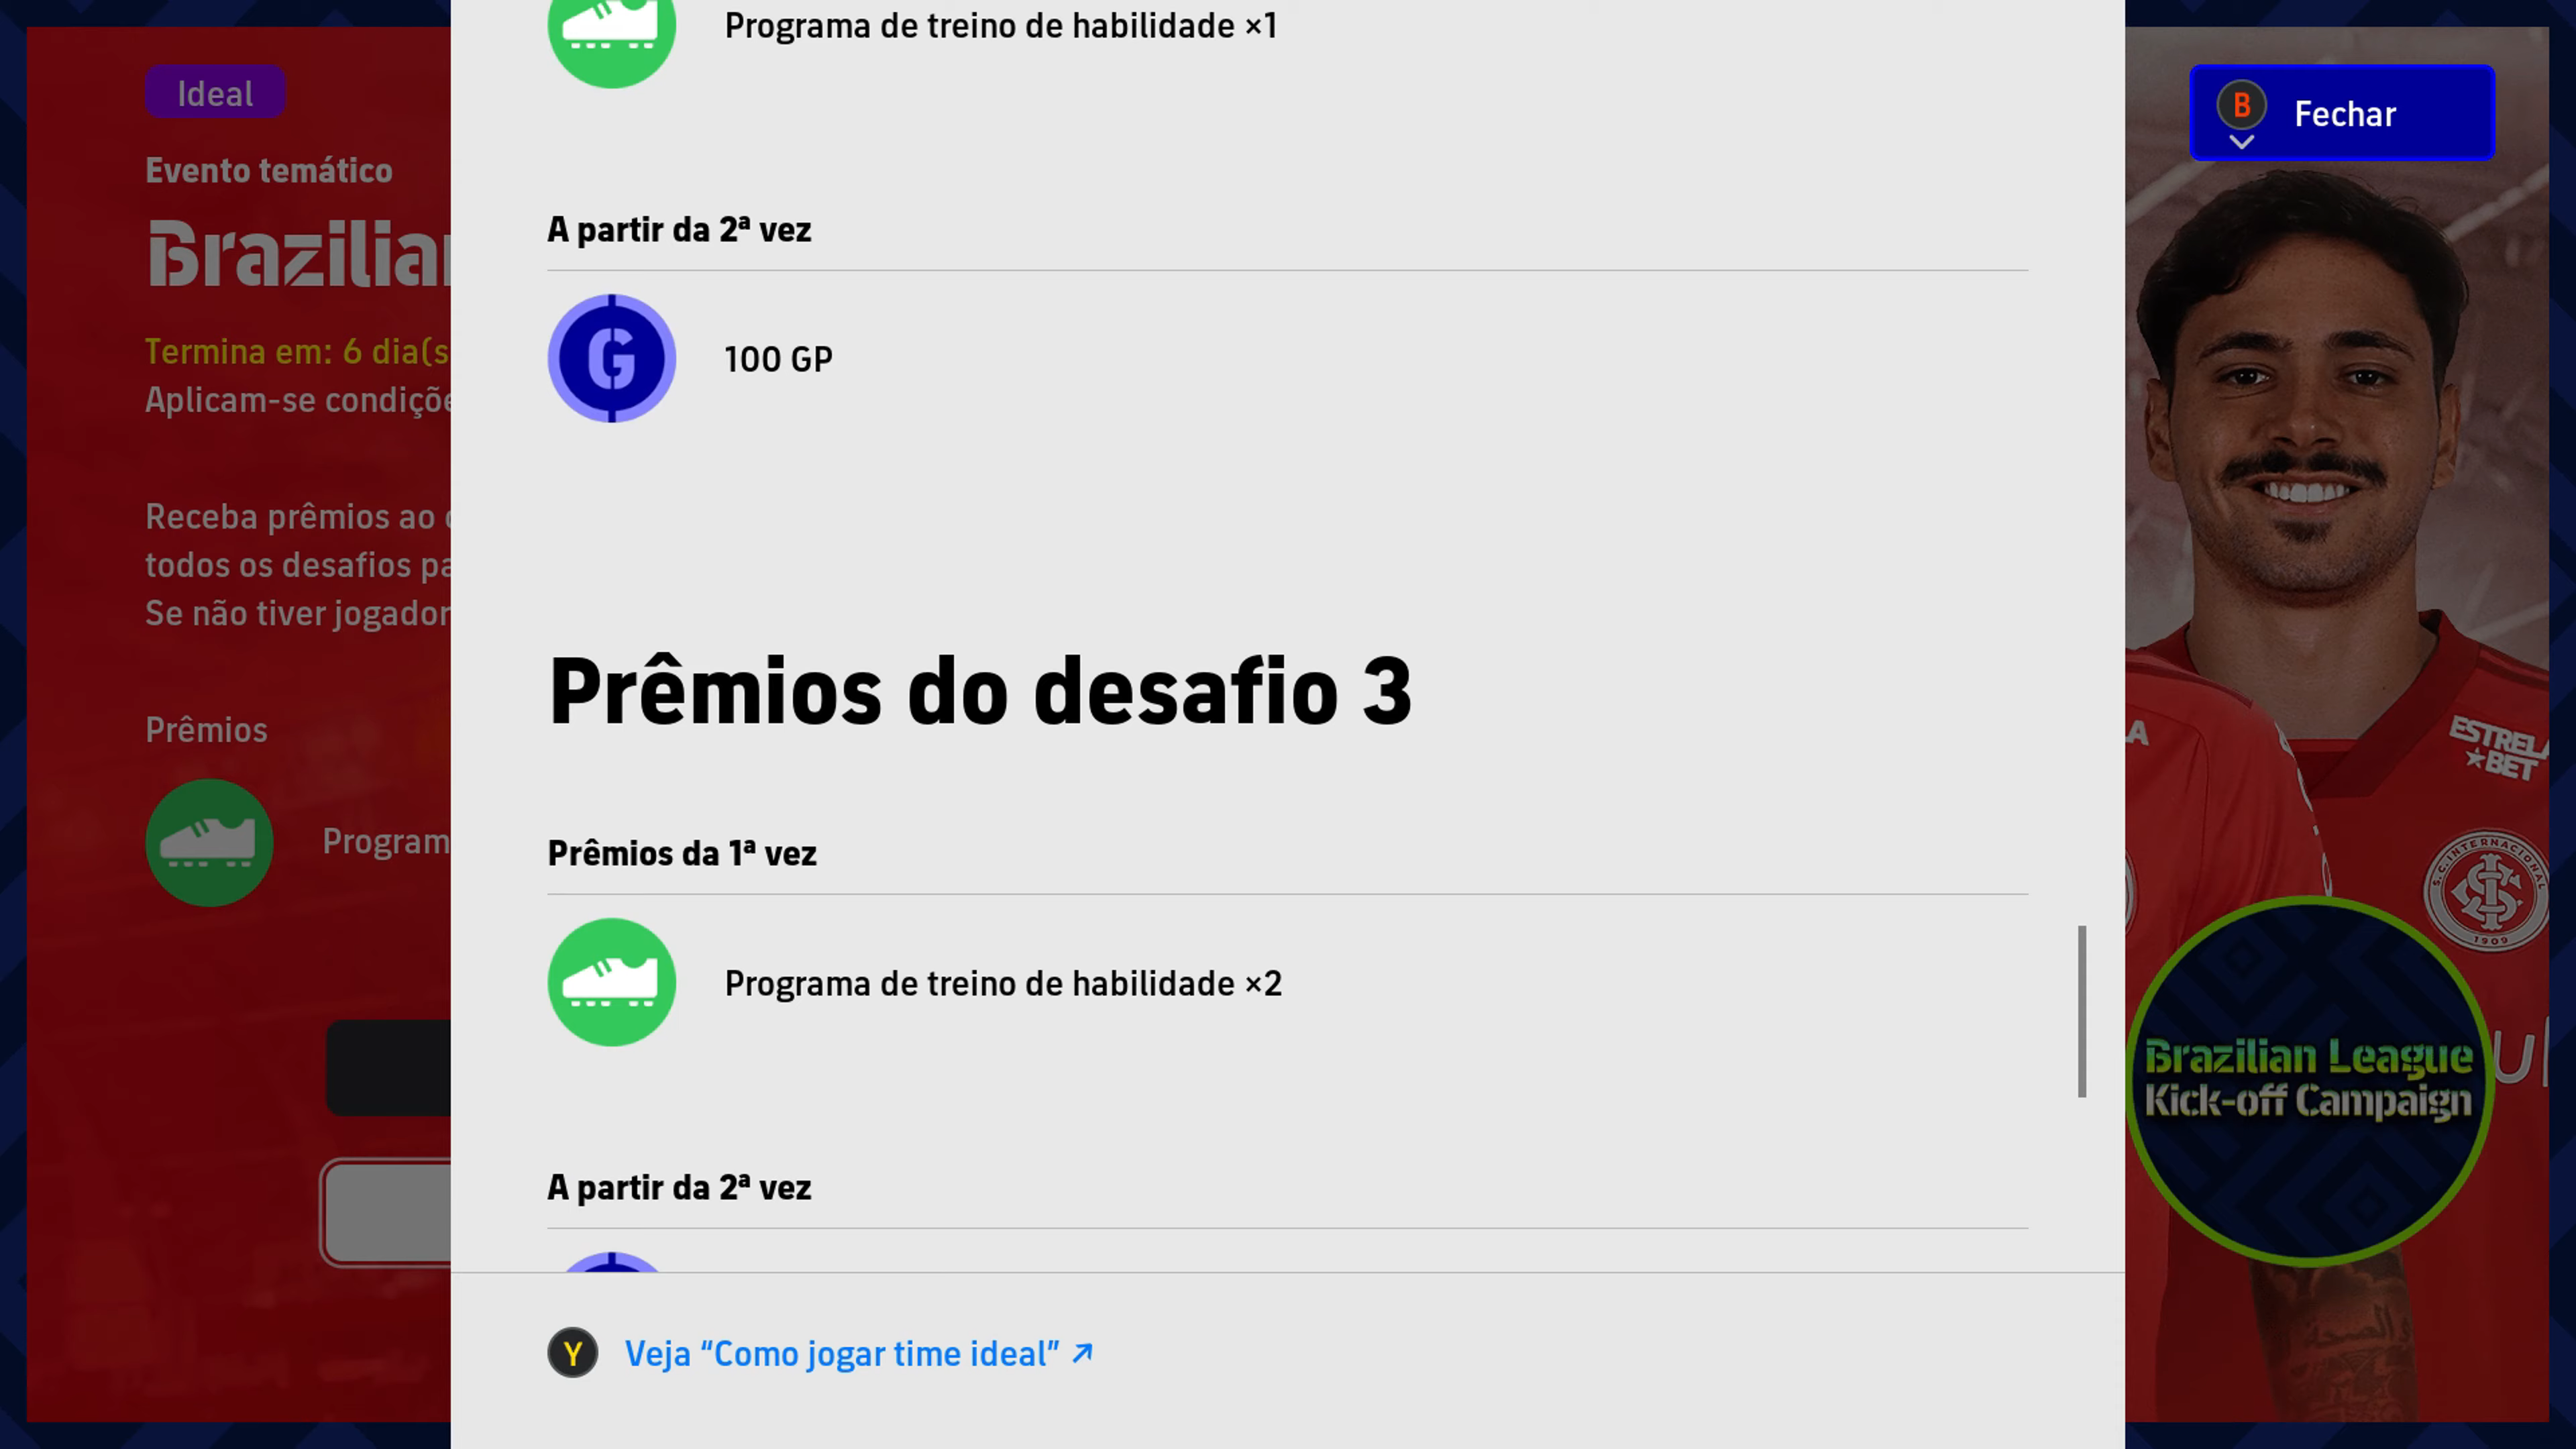 Ideal
Evento temático
Brazilian
Termina em: 6 dia(s
Aplicam-se condiçõe
Receba prêmios ao
todos os desafios pa
Se não tiver jogador
Prêmios
Program
Programa de treino de habilidade ×1
A partir da 2ª vez
G
100 GP
Prêmios do desafio 3
Prêmios da 1ª vez
Programa de treino de habilidade ×2
A partir da 2ª vez
Y Veja “Como jogar time ideal” ↗
B Fechar
ESTRELA
BET
S.C. INTERNACIONAL
1909
Brazilian League
Kick-off Campaign